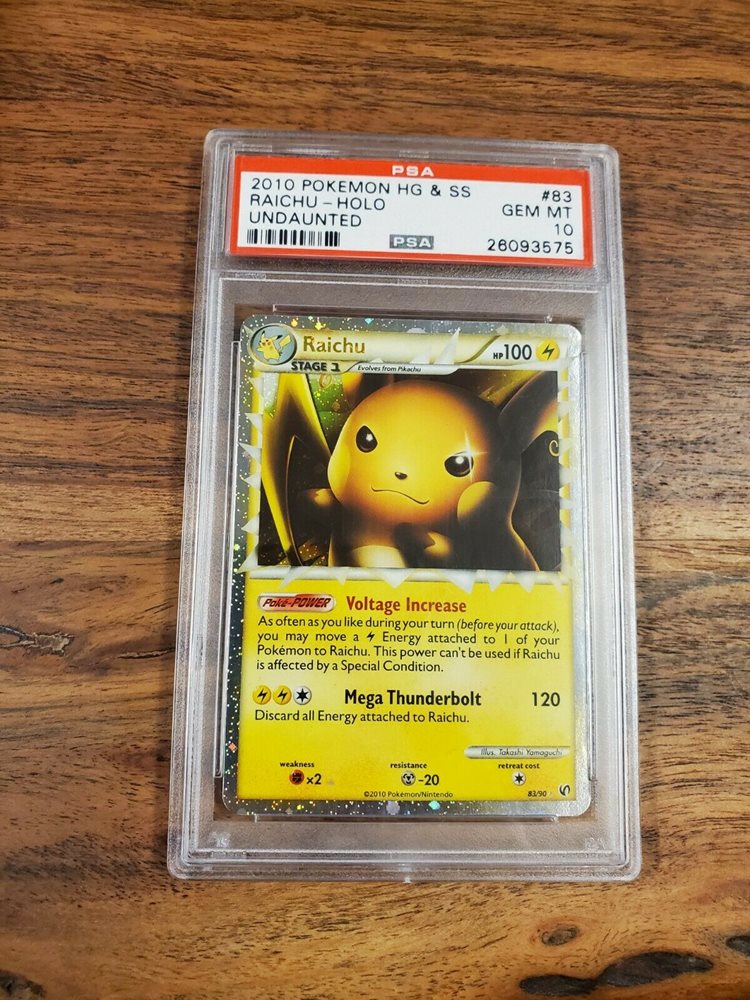 PSA
2010 POKEMON HG & SS #83
RAICHU - HOLO GEM MT
UNDAUNTED 10
PSA 26093575
Raichu HP 100
STAGE 1 Evolves from Pikachu
Poké-POWER Voltage Increase
As often as you like during your turn (before your attack),
you may move a Energy attached to 1 of your
Pokémon to Raichu. This power can't be used if Raichu
is affected by a Special Condition.
Mega Thunderbolt 120
Discard all Energy attached to Raichu.
Illus. Takashi Yamaguchi
weakness resistance retreat cost
×2 -20
©2010 Pokémon/Nintendo 83/90